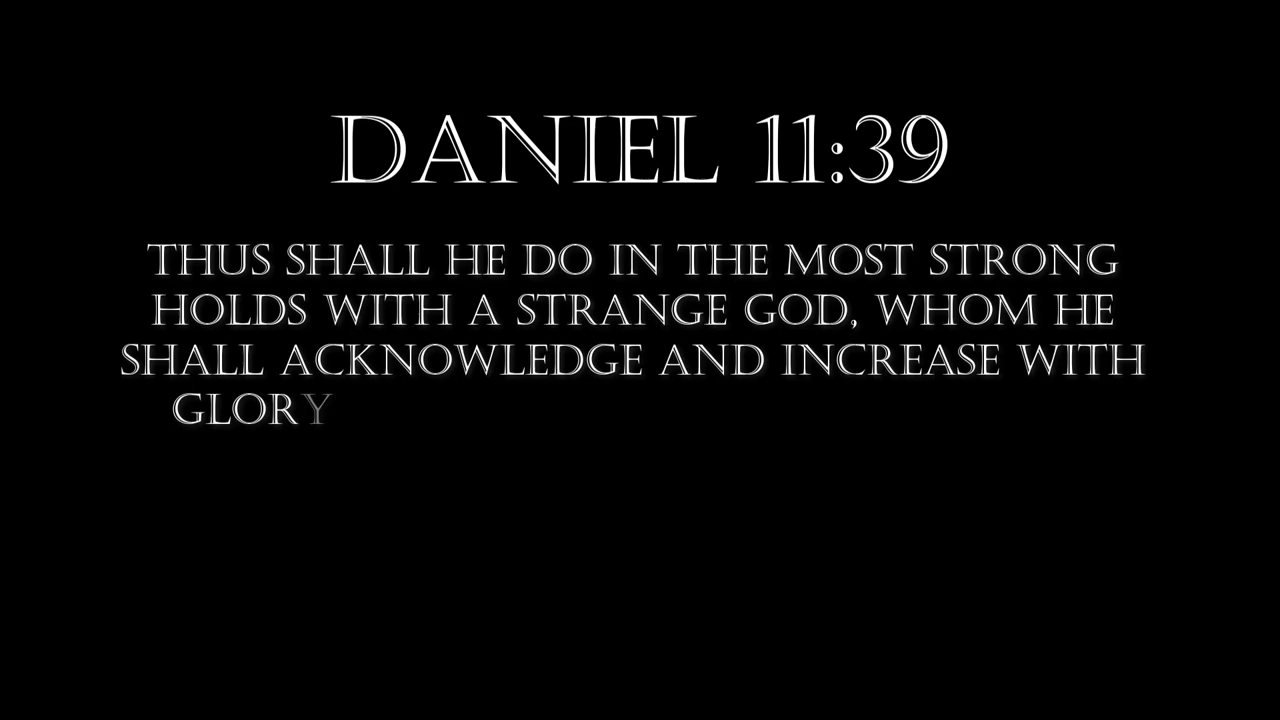 DANIEL 11:39
THUS SHALL HE DO IN THE MOST STRONG
HOLDS WITH A STRANGE GOD, WHOM HE
SHALL ACKNOWLEDGE AND INCREASE WITH
GLORY